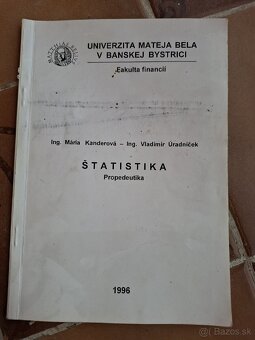 UNIVERZITA MATEJA BELA
V BANSKEJ BYSTRICI
Fakulta financií
Ing. Mária Kanderová – Ing. Vladimír Úradníček
ŠTATISTIKA
Propedeutika
1996
Bazos.sk